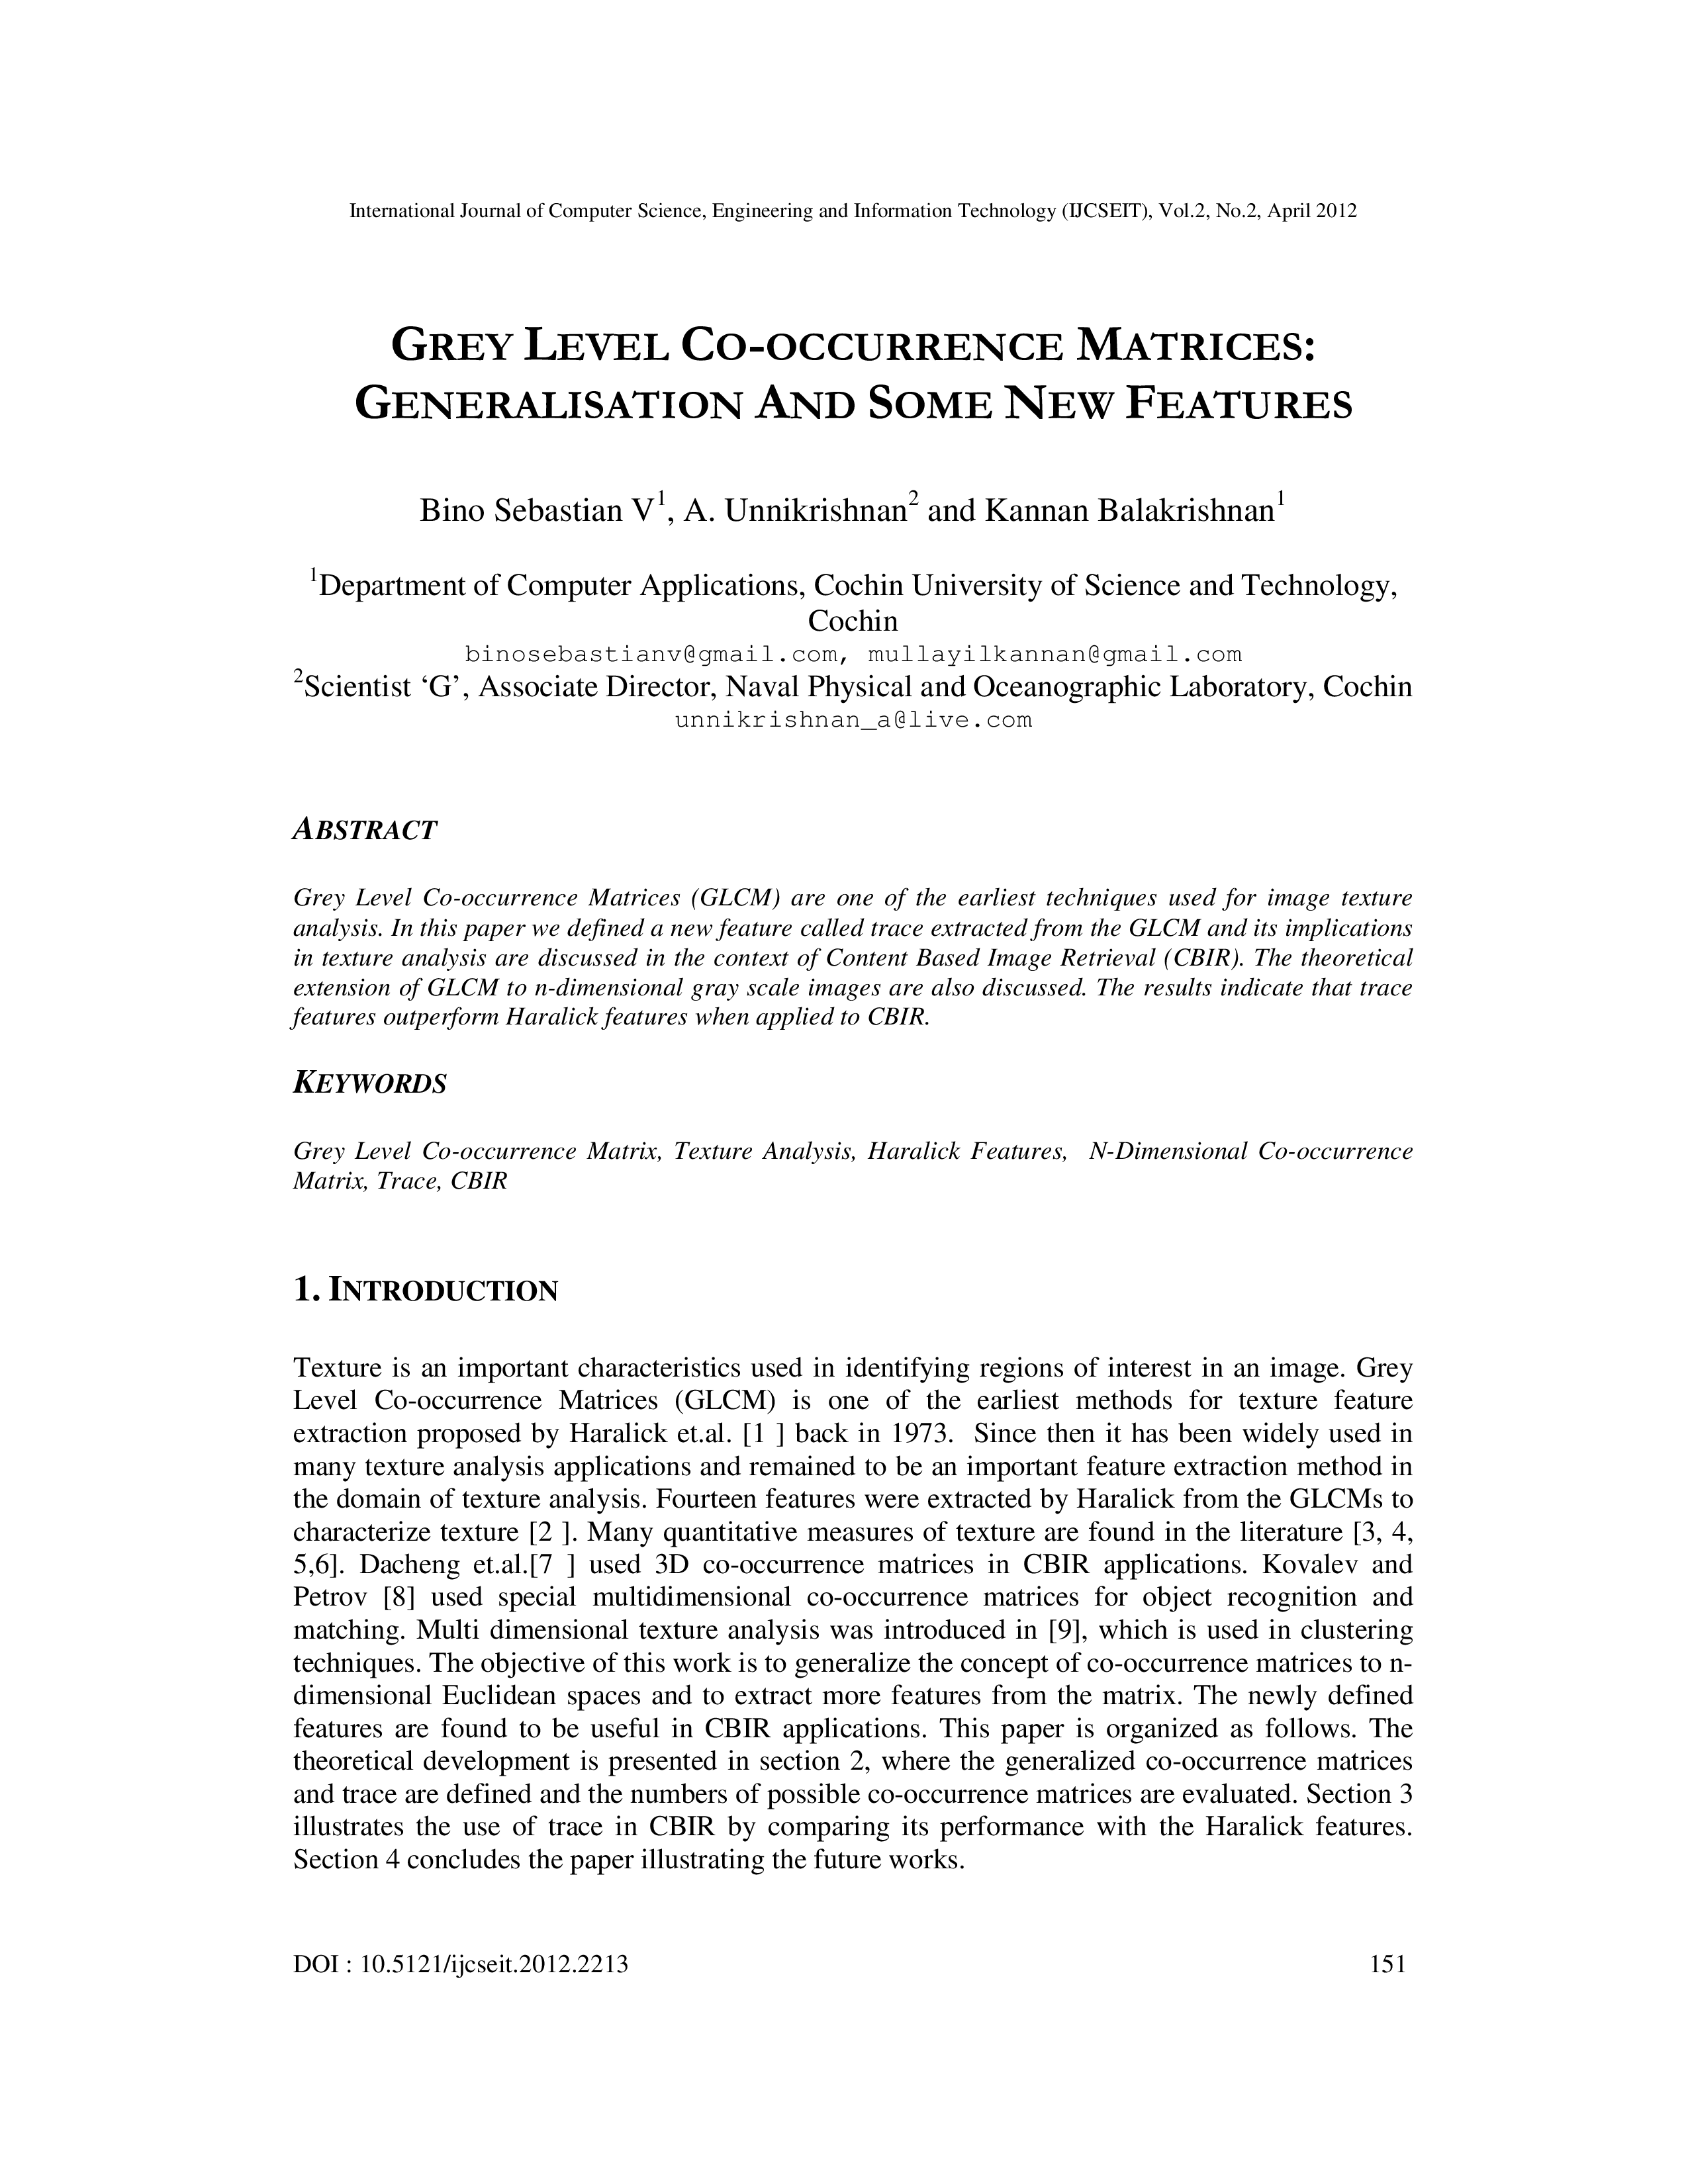 International Journal of Computer Science, Engineering and Information Technology (IJCSEIT), Vol.2, No.2, April 2012
GREY LEVEL CO-OCCURRENCE MATRICES:
GENERALISATION AND SOME NEW FEATURES
Bino Sebastian V1, A. Unnikrishnan2 and Kannan Balakrishnan1
1Department of Computer Applications, Cochin University of Science and Technology,
Cochin
binosebastianv@gmail.com, mullayilkannan@gmail.com
2Scientist ‘G’, Associate Director, Naval Physical and Oceanographic Laboratory, Cochin
unnikrishnan_a@live.com
ABSTRACT
Grey Level Co-occurrence Matrices (GLCM) are one of the earliest techniques used for image texture
analysis. In this paper we defined a new feature called trace extracted from the GLCM and its implications
in texture analysis are discussed in the context of Content Based Image Retrieval (CBIR). The theoretical
extension of GLCM to n-dimensional gray scale images are also discussed. The results indicate that trace
features outperform Haralick features when applied to CBIR.
KEYWORDS
Grey Level Co-occurrence Matrix, Texture Analysis, Haralick Features, N-Dimensional Co-occurrence
Matrix, Trace, CBIR
1. INTRODUCTION
Texture is an important characteristics used in identifying regions of interest in an image. Grey
Level Co-occurrence Matrices (GLCM) is one of the earliest methods for texture feature
extraction proposed by Haralick et.al. [1 ] back in 1973. Since then it has been widely used in
many texture analysis applications and remained to be an important feature extraction method in
the domain of texture analysis. Fourteen features were extracted by Haralick from the GLCMs to
characterize texture [2 ]. Many quantitative measures of texture are found in the literature [3, 4,
5,6]. Dacheng et.al.[7 ] used 3D co-occurrence matrices in CBIR applications. Kovalev and
Petrov [8] used special multidimensional co-occurrence matrices for object recognition and
matching. Multi dimensional texture analysis was introduced in [9], which is used in clustering
techniques. The objective of this work is to generalize the concept of co-occurrence matrices to n-
dimensional Euclidean spaces and to extract more features from the matrix. The newly defined
features are found to be useful in CBIR applications. This paper is organized as follows. The
theoretical development is presented in section 2, where the generalized co-occurrence matrices
and trace are defined and the numbers of possible co-occurrence matrices are evaluated. Section 3
illustrates the use of trace in CBIR by comparing its performance with the Haralick features.
Section 4 concludes the paper illustrating the future works.
DOI : 10.5121/ijcseit.2012.2213 151